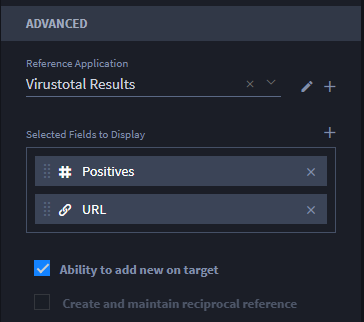 ADVANCED
Reference Application
Virustotal Results
Selected Fields to Display
Positives
URL
Ability to add new on target
Create and maintain reciprocal reference